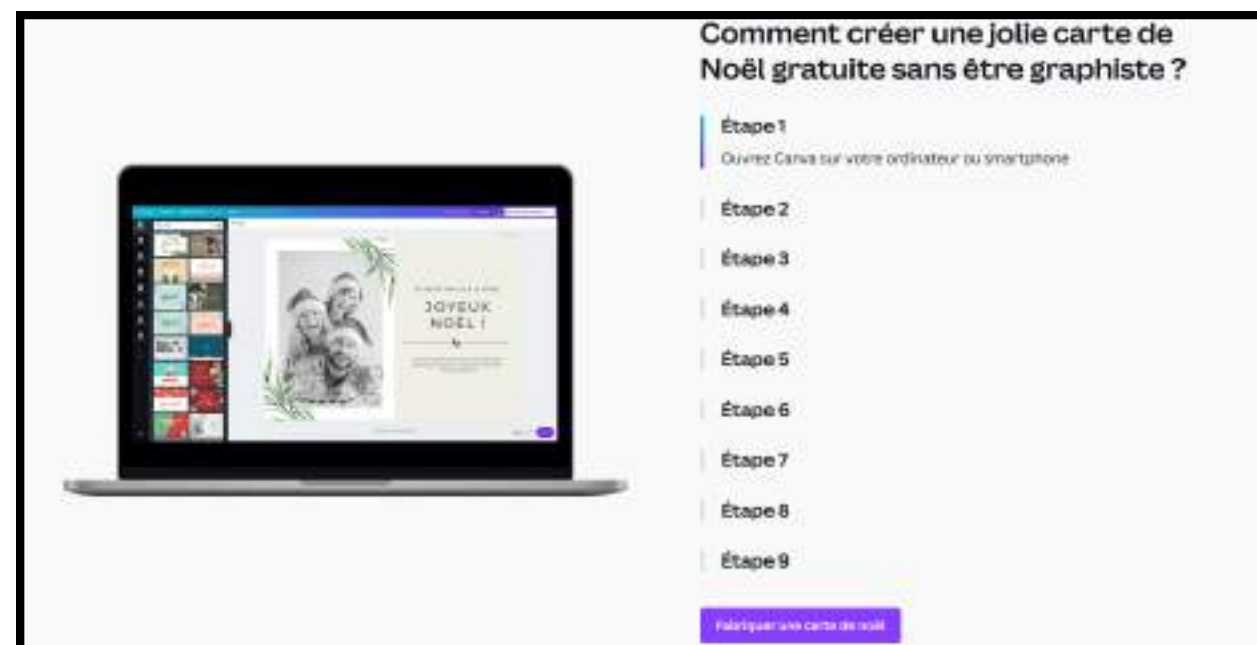 Comment créer une jolie carte de
Noël gratuite sans être graphiste ?
Étape 1
Ouvrez Canva sur votre ordinateur ou smartphone
Étape 2
Étape 3
Étape 4
Étape 5
Étape 6
Étape 7
Étape 8
Étape 9
Fabriquer une carte de noël
JOYEUX
NOËL !